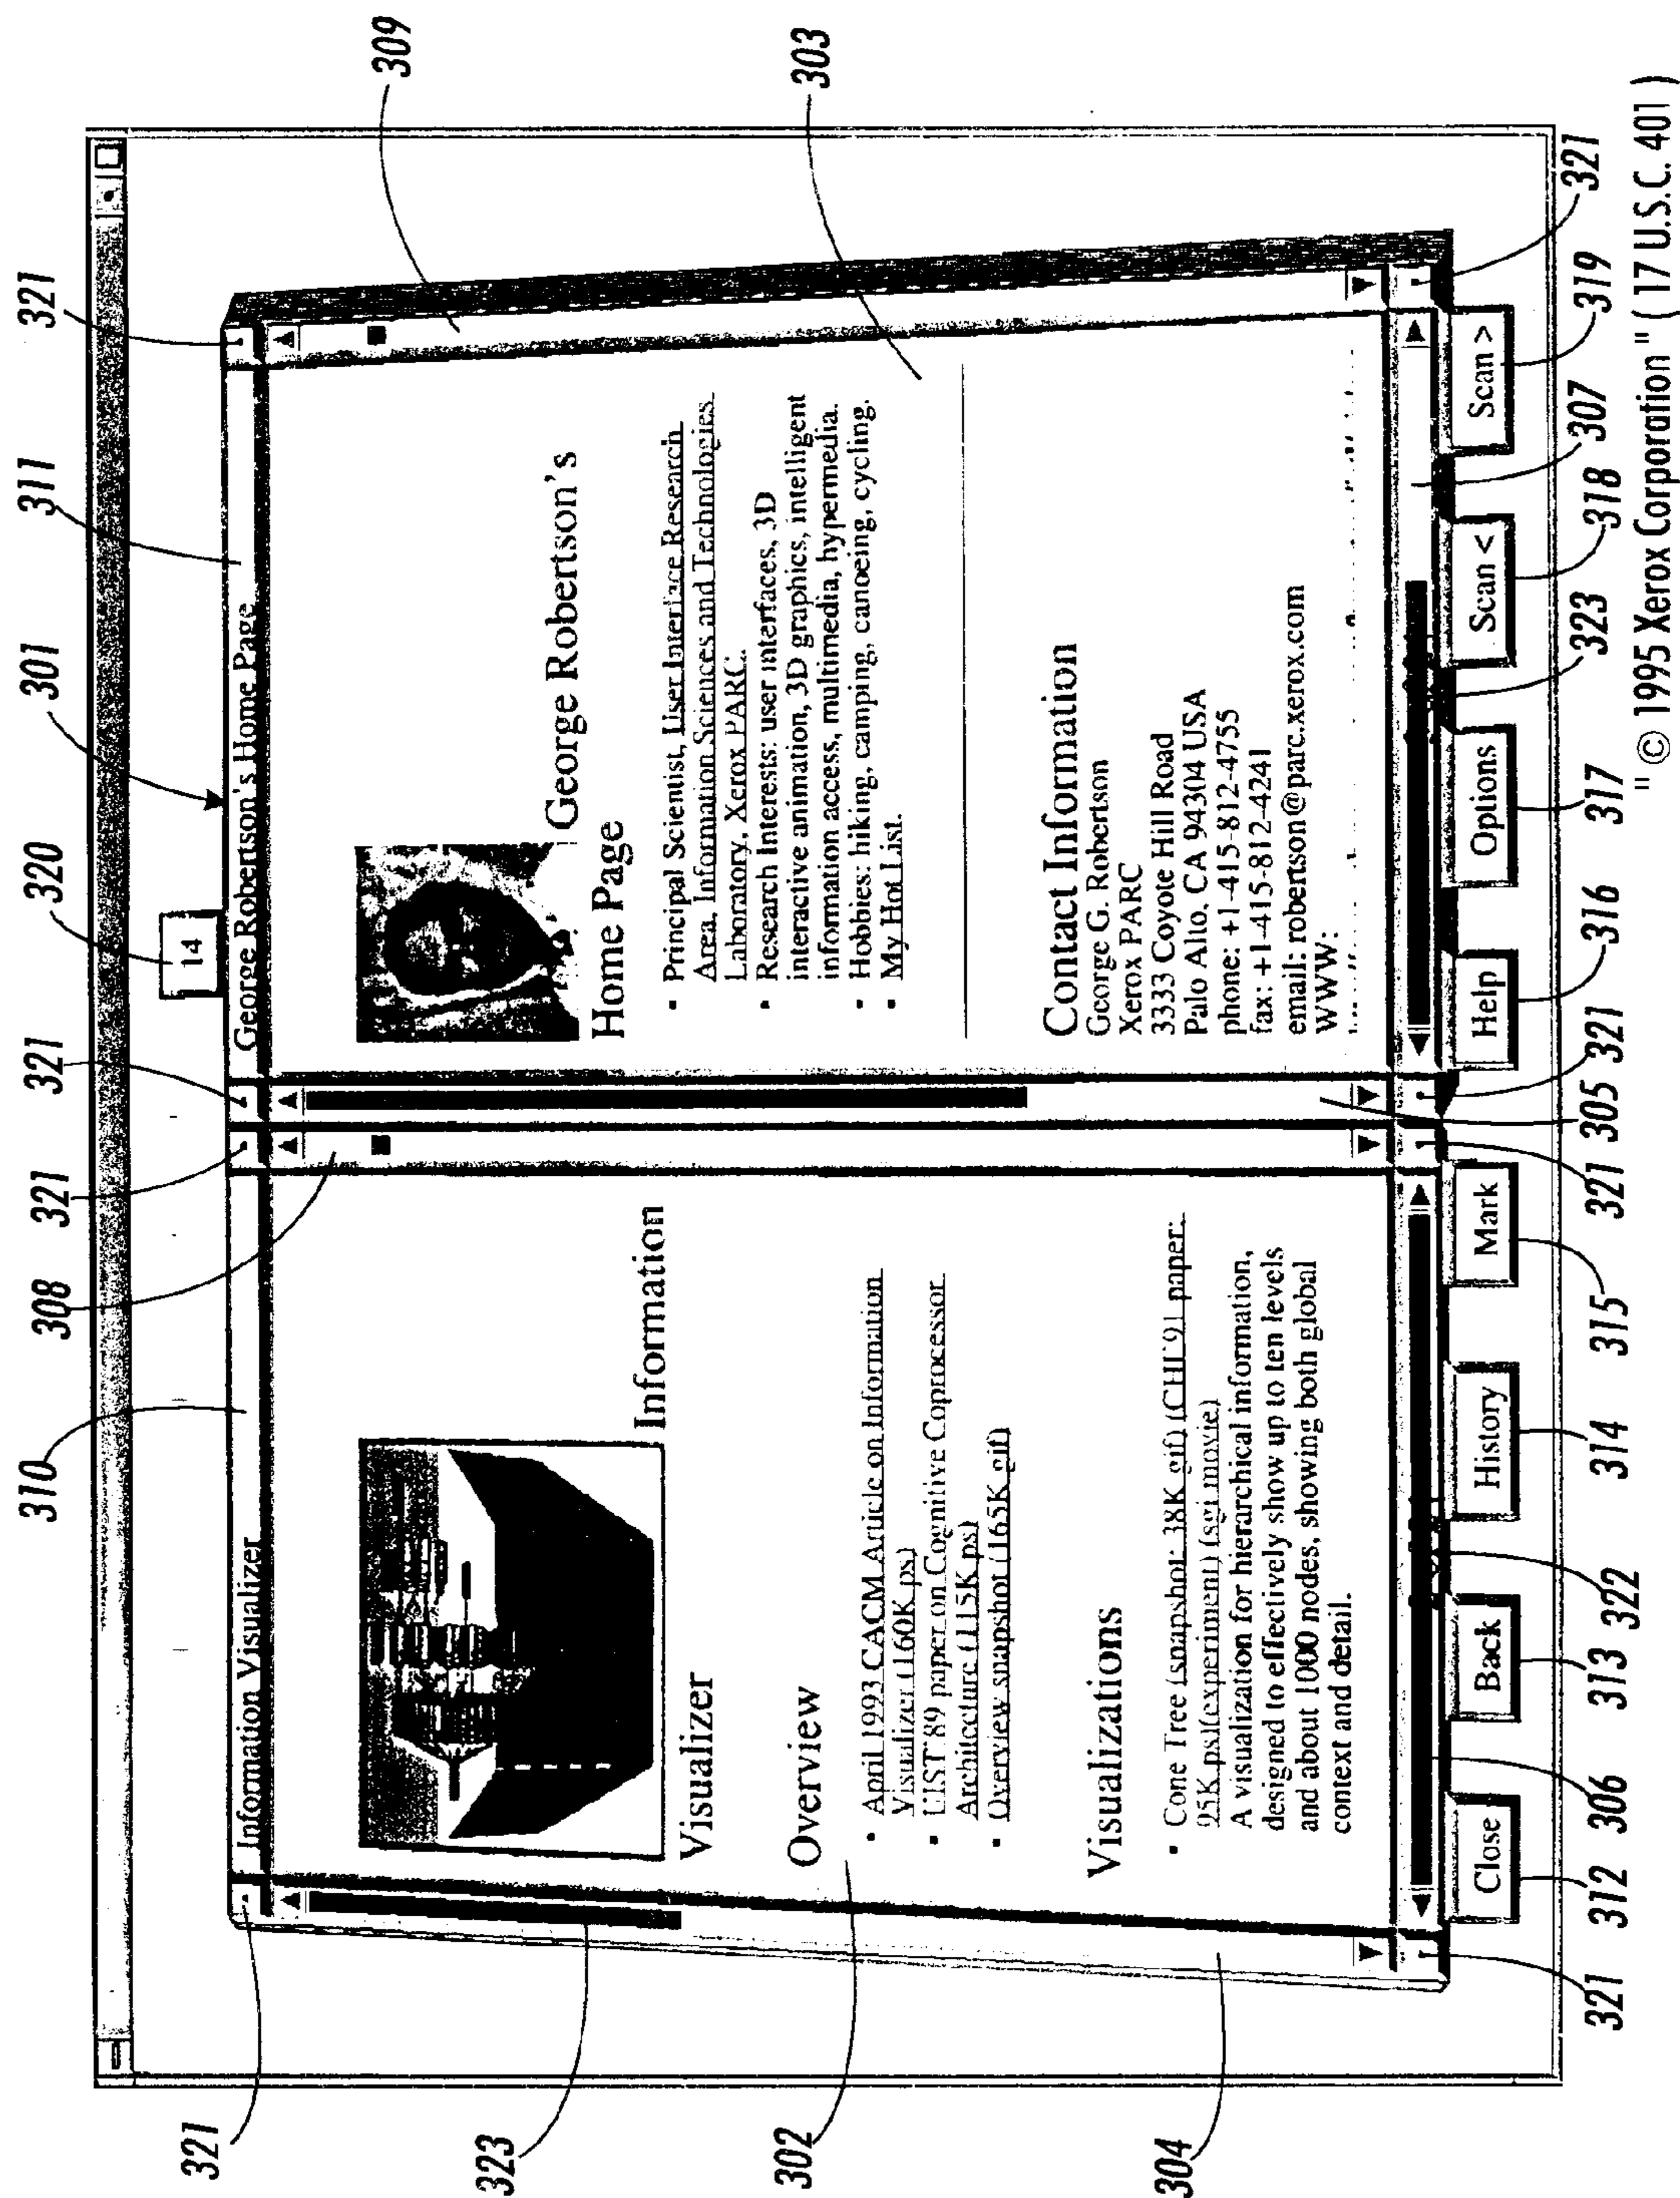 321
311
301
320
321
321
308
310
309
303
14
Information Visualizer
George Robertson's Home Page
Information
Visualizer
Overview
• April 1993 CACM Article on Information
Visualizer (160K ps)
• UIST '89 paper on Cognitive Coprocessor
Architecture (115K ps)
• Overview snapshot (165K gif)
Visualizations
• Cone Tree (snapshot: 38K gif) (CHI '91 paper:
95K ps)(experiment) (sgi movie)
A visualization for hierarchical information,
designed to effectively show up to ten levels
and about 1000 nodes, showing both global
context and detail.
George Robertson's
Home Page
• Principal Scientist, User Interface Research
Area, Information Sciences and Technologies
Laboratory, Xerox PARC.
• Research Interests: user interfaces, 3D
interactive animation, 3D graphics, intelligent
information access, multimedia, hypermedia.
• Hobbies: hiking, camping, canoeing, cycling.
• My Hot List.
Contact Information
George G. Robertson
Xerox PARC
3333 Coyote Hill Road
Palo Alto, CA 94304 USA
phone: +1-415-812-4755
fax: +1-415-812-4241
email: robertson@parc.xerox.com
WWW:
Close
Back
History
Mark
Help
Options
Scan <
Scan >
321
323
302
304
321
312
306
313
322
314
315
321
305
321
316
317
323
318
307
319
321
"© 1995 Xerox Corporation" (17 U.S.C. 401)